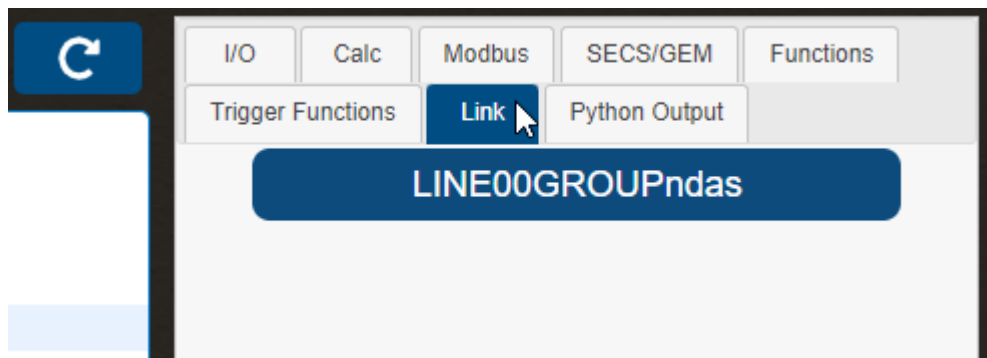 I/O Calc Modbus SECS/GEM Functions
Trigger Functions Link Python Output
LINE00GROUPndas